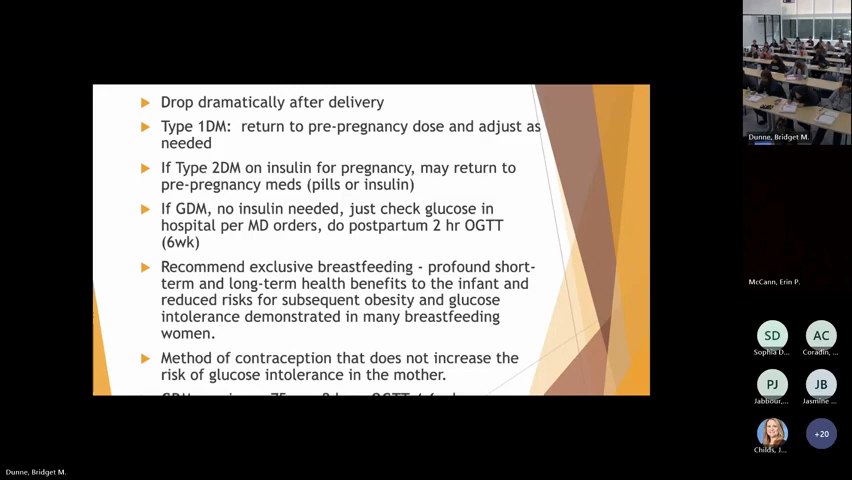 Drop dramatically after delivery
Type 1DM: return to pre-pregnancy dose and adjust as
needed
If Type 2DM on insulin for pregnancy, may return to
pre-pregnancy meds (pills or insulin)
If GDM, no insulin needed, just check glucose in
hospital per MD orders, do postpartum 2 hr OGTT
(6wk)
Recommend exclusive breastfeeding - profound short-
term and long-term health benefits to the infant and
reduced risks for subsequent obesity and glucose
intolerance demonstrated in many breastfeeding
women.
Method of contraception that does not increase the
risk of glucose intolerance in the mother.
Dunne, Bridget M.
McCann, Erin P.
SD
AC
Sophia D...
Coradin, ...
PJ
JB
Jabbour,...
Jasmine ...
+20
Childs, J...
Dunne, Bridget M.